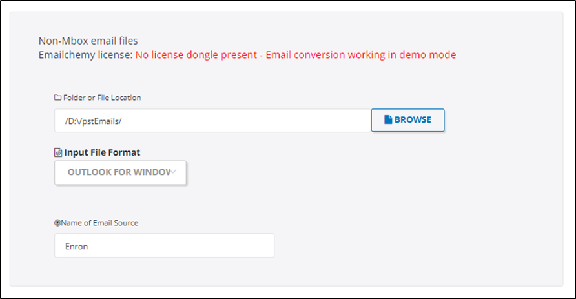 Non-Mbox email files
Emailchemy license: No license dongle present - Email conversion working in demo mode
Folder or File Location
/D:\/pstEmails/
BROWSE
Input File Format
OUTLOOK FOR WINDOW
Name of Email Source
Enron